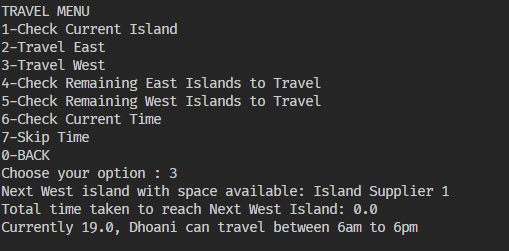 TRAVEL MENU
1-Check Current Island
2-Travel East
3-Travel West
4-Check Remaining East Islands to Travel
5-Check Remaining West Islands to Travel
6-Check Current Time
7-Skip Time
0-BACK
Choose your option : 3
Next West island with space available: Island Supplier 1
Total time taken to reach Next West Island: 0.0
Currently 19.0, Dhoani can travel between 6am to 6pm